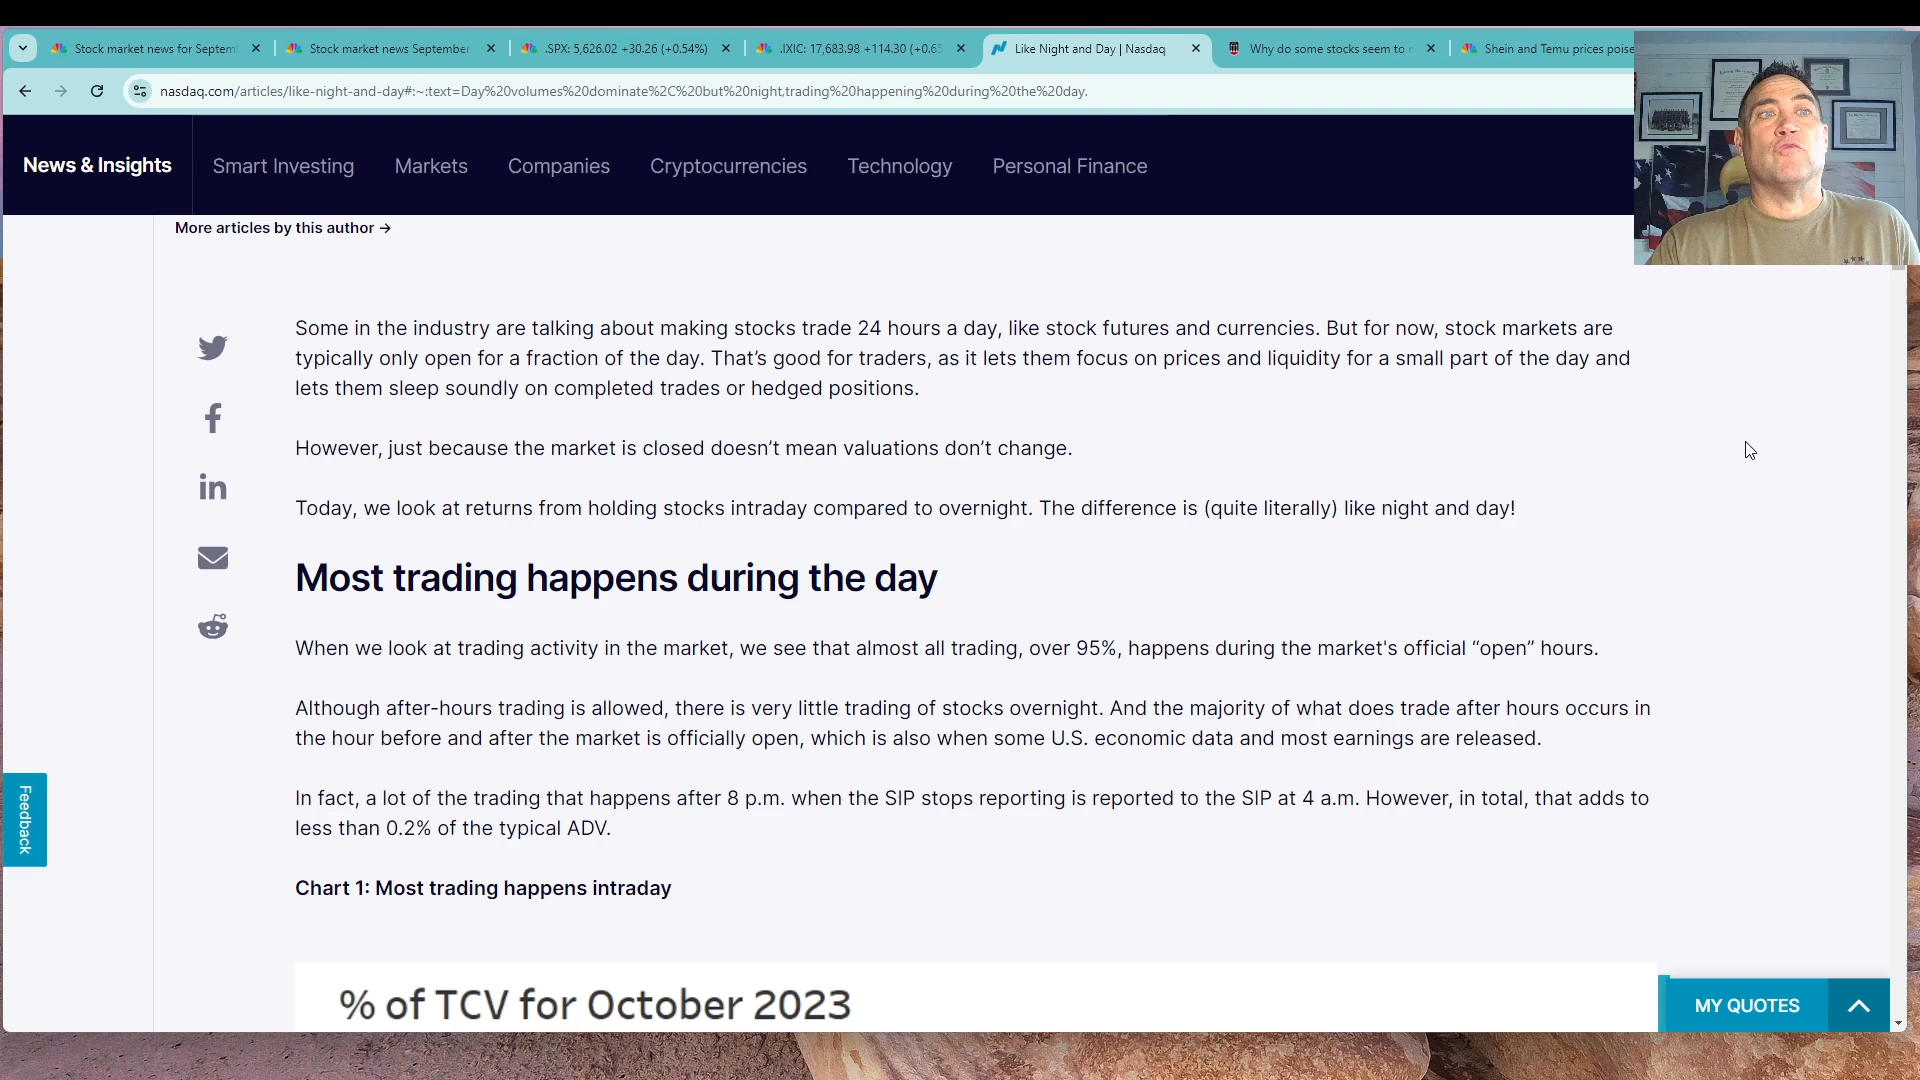 Stock market news for Septem
Stock market news September
.SPX: 5,626.02 +30.26 (+0.54%)
.IXIC: 17,683.98 +114.30 (+0.65
Like Night and Day | Nasdaq
Why do some stocks seem to
Shein and Temu prices poise
nasdaq.com/articles/like-night-and-day#:~:text=Day%20volumes%20dominate%2C%20but%20night,trading%20happening%20during%20the%20day.
News & Insights
Smart Investing
Markets
Companies
Cryptocurrencies
Technology
Personal Finance
More articles by this author →
Some in the industry are talking about making stocks trade 24 hours a day, like stock futures and currencies. But for now, stock markets are
typically only open for a fraction of the day. That’s good for traders, as it lets them focus on prices and liquidity for a small part of the day and
lets them sleep soundly on completed trades or hedged positions.
However, just because the market is closed doesn’t mean valuations don’t change.
Today, we look at returns from holding stocks intraday compared to overnight. The difference is (quite literally) like night and day!
Most trading happens during the day
When we look at trading activity in the market, we see that almost all trading, over 95%, happens during the market's official “open” hours.
Although after-hours trading is allowed, there is very little trading of stocks overnight. And the majority of what does trade after hours occurs in
the hour before and after the market is officially open, which is also when some U.S. economic data and most earnings are released.
In fact, a lot of the trading that happens after 8 p.m. when the SIP stops reporting is reported to the SIP at 4 a.m. However, in total, that adds to
less than 0.2% of the typical ADV.
Chart 1: Most trading happens intraday
% of TCV for October 2023
Feedback
MY QUOTES